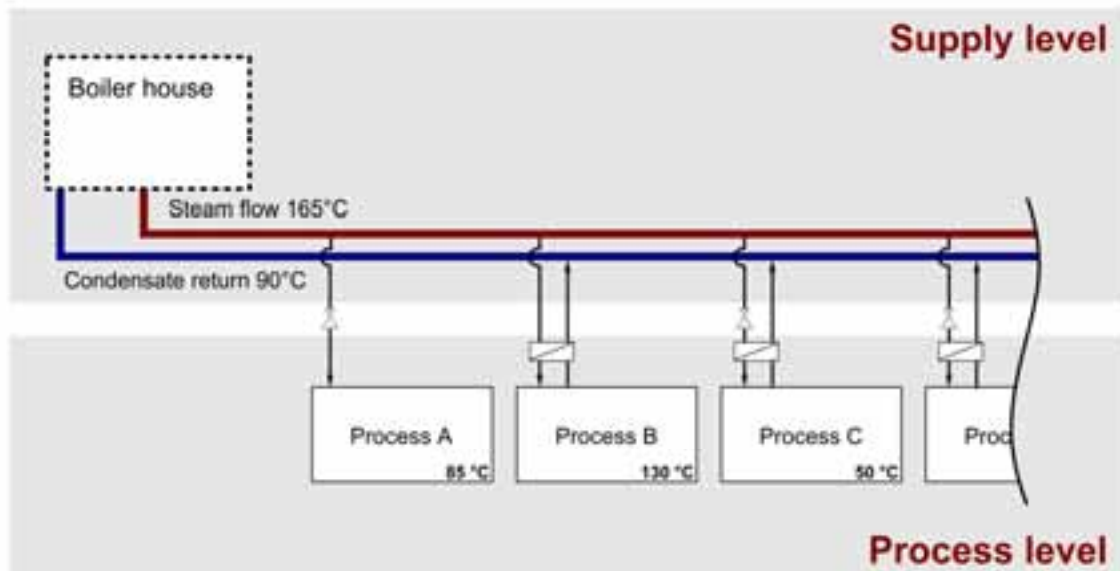 Supply level
Boiler house
Steam flow 165°C
Condensate return 90°C
Process A
85 °C
Process B
130 °C
Process C
50 °C
Proc
Process level